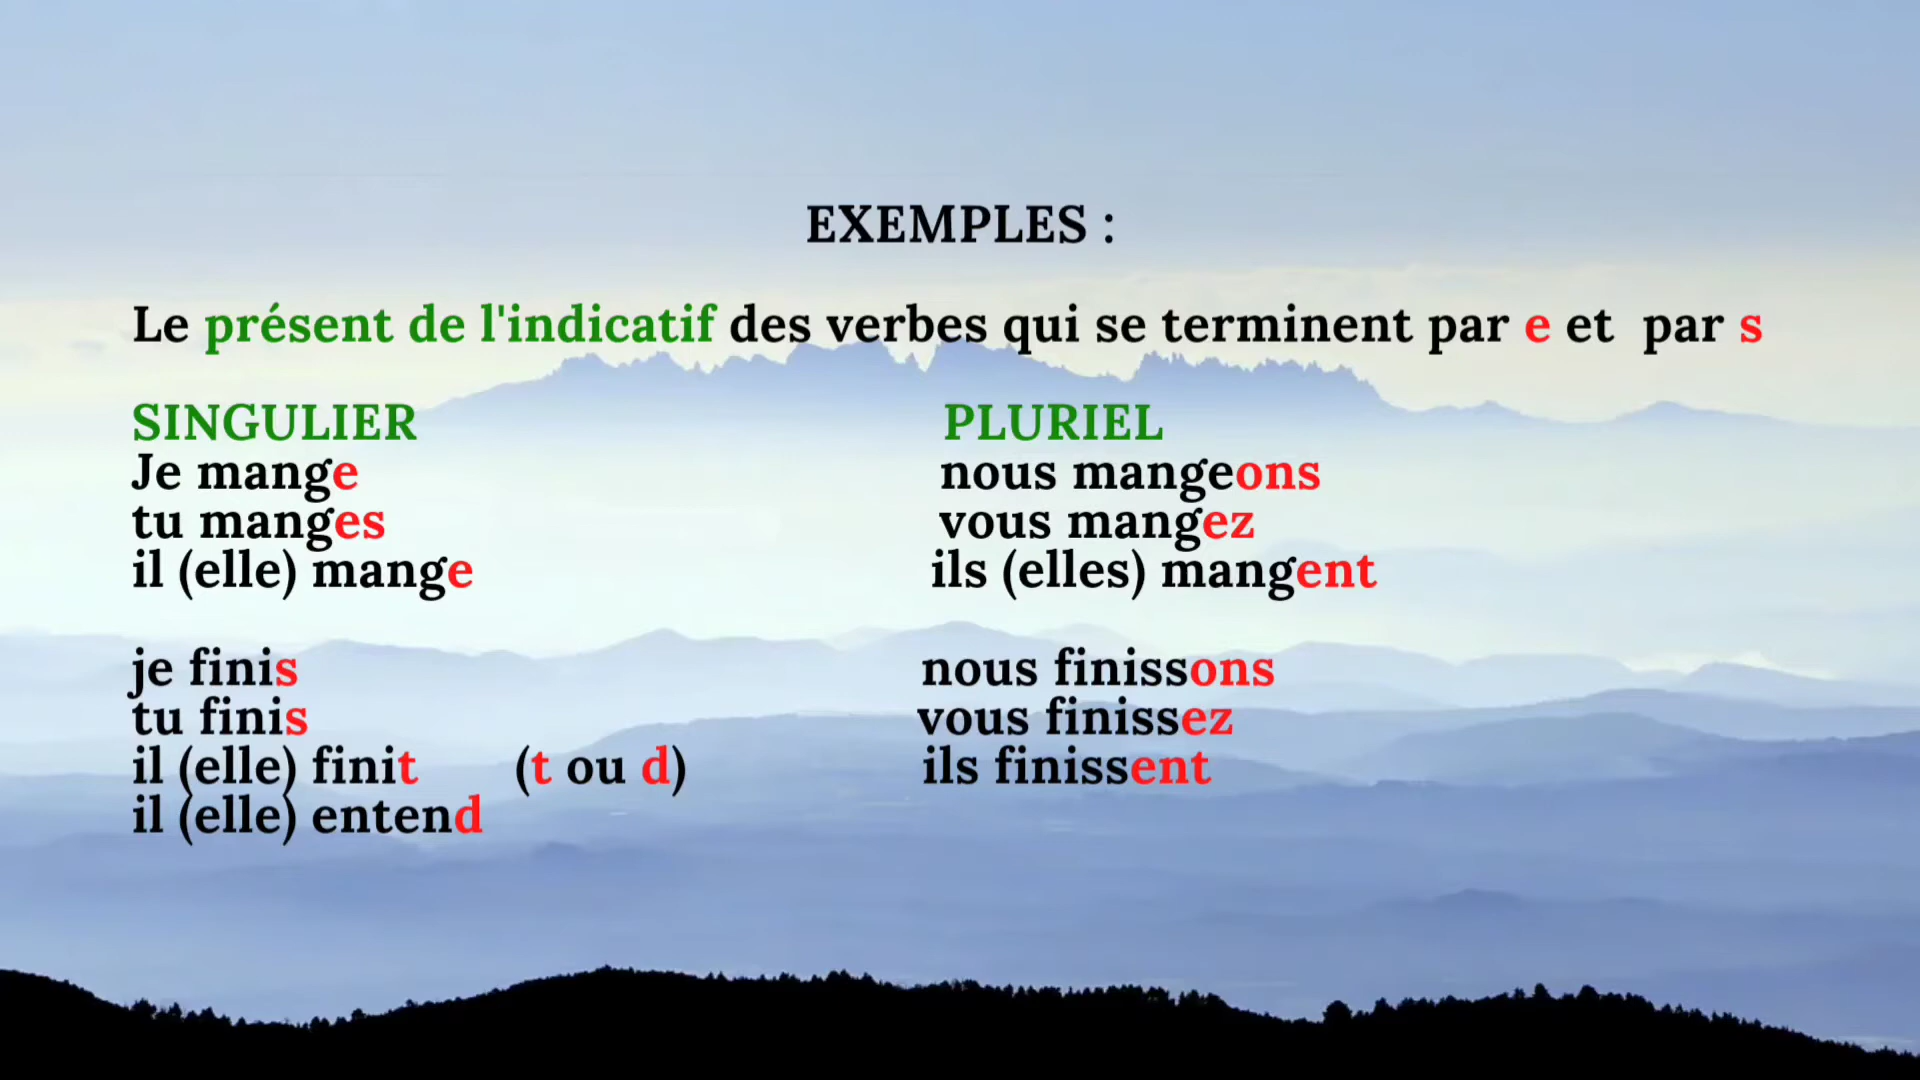 EXEMPLES :
Le présent de l'indicatif des verbes qui se terminent par e et par s
SINGULIER
Je mange
tu manges
il (elle) mange
je finis
tu finis
il (elle) finit (t ou d)
il (elle) entend
PLURIEL
nous mangeons
vous mangez
ils (elles) mangent
nous finissons
vous finissez
ils finissent